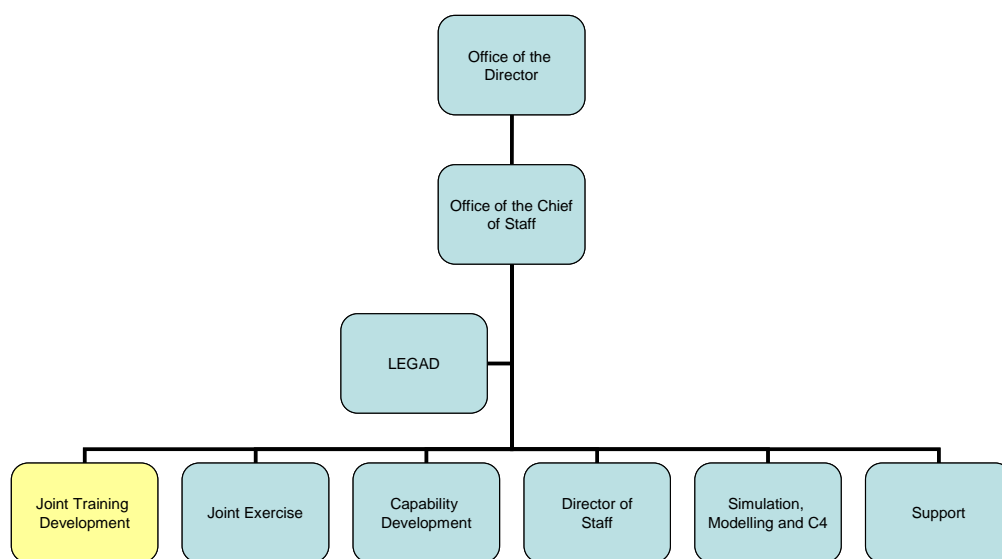 Office of the
Director
Office of the Chief
of Staff
LEGAD
Joint Training
Development
Joint Exercise
Capability
Development
Director of
Staff
Simulation,
Modelling and C4
Support